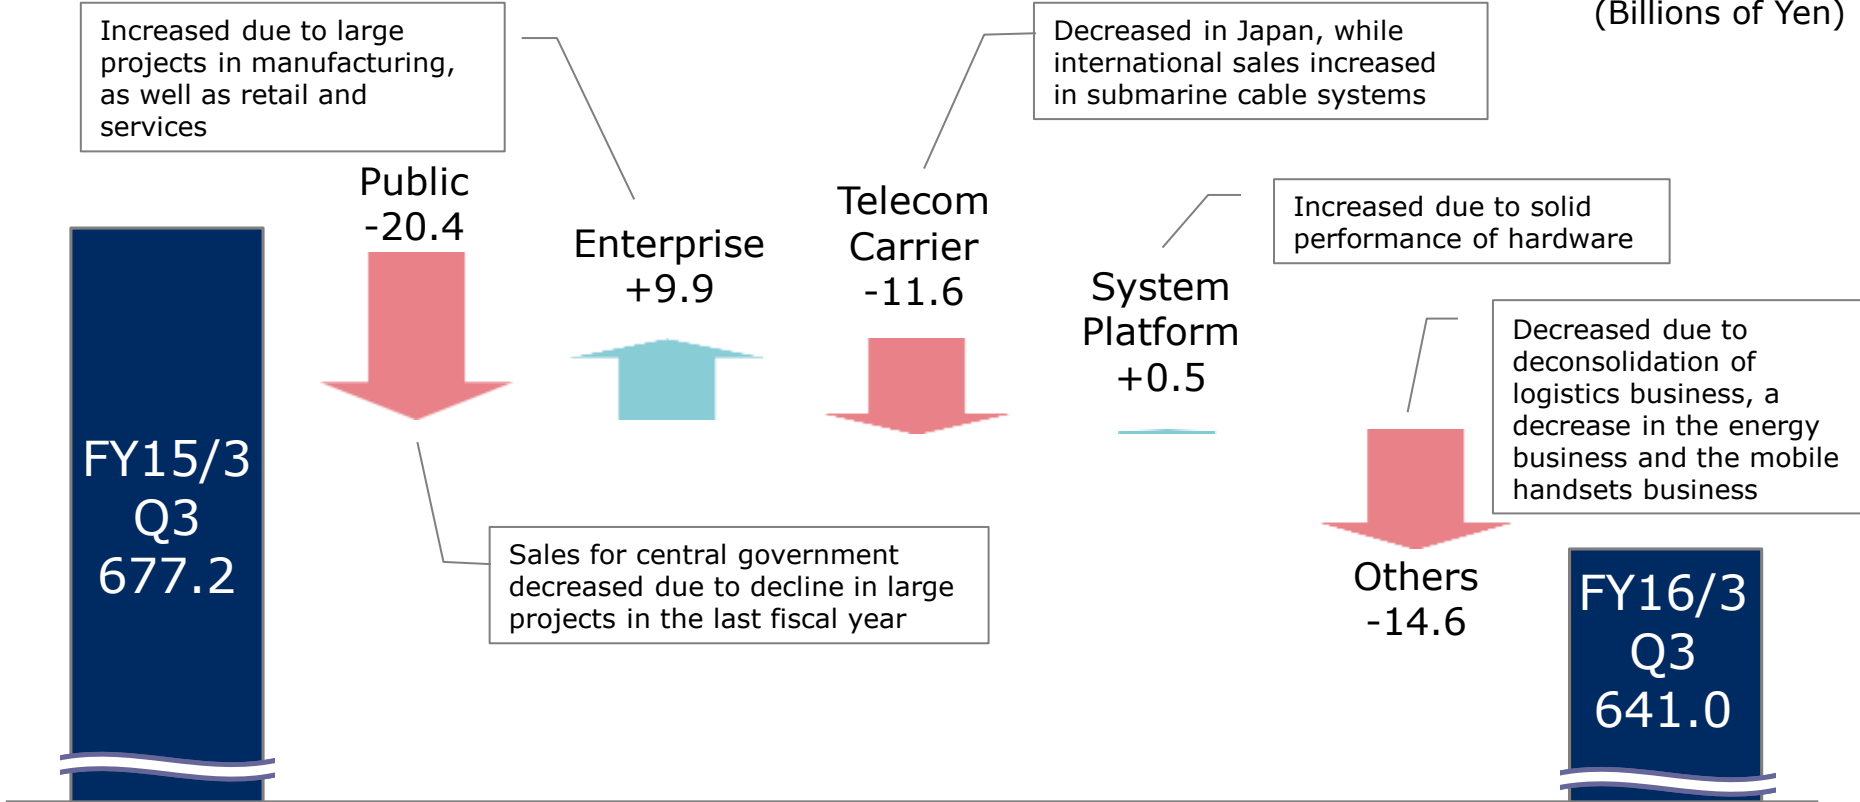 (Billions of Yen)
Increased due to large
projects in manufacturing,
as well as retail and
services
Decreased in Japan, while
international sales increased
in submarine cable systems
Public
-20.4
Enterprise
+9.9
Telecom
Carrier
-11.6
Increased due to solid
performance of hardware
System
Platform
+0.5
Decreased due to
deconsolidation of
logistics business, a
decrease in the energy
business and the mobile
handsets business
FY15/3
Q3
677.2
Sales for central government
decreased due to decline in large
projects in the last fiscal year
Others
-14.6
FY16/3
Q3
641.0